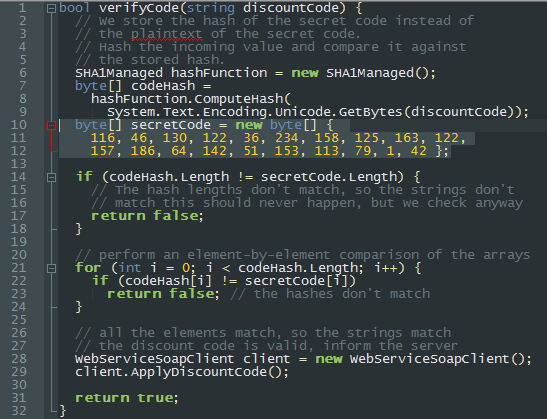 1 bool verifyCode(string discountCode) {
2 // We store the hash of the secret code instead of
3 // the plaintext of the secret code.
4 // Hash the incoming value and compare it against
5 // the stored hash.
6 SHA1Managed hashFunction = new SHA1Managed();
7 byte[] codeHash =
8 hashFunction.ComputeHash(
9 System.Text.Encoding.Unicode.GetBytes(discountCode));
10 byte[] secretCode = new byte[] {
11 116, 46, 130, 122, 36, 234, 158, 125, 163, 122,
12 157, 186, 64, 142, 51, 153, 113, 79, 1, 42 };
13
14 if (codeHash.Length != secretCode.Length) {
15 // The hash lengths don't match, so the strings don't
16 // match this should never happen, but we check anyway
17 return false;
18 }
19
20 // perform an element-by-element comparison of the arrays
21 for (int i = 0; i < codeHash.Length; i++) {
22 if (codeHash[i] != secretCode[i])
23 return false; // the hashes don't match
24 }
25
26 // all the elements match, so the strings match
27 // the discount code is valid, inform the server
28 WebServiceSoapClient client = new WebServiceSoapClient();
29 client.ApplyDiscountCode();
30
31 return true;
32 }